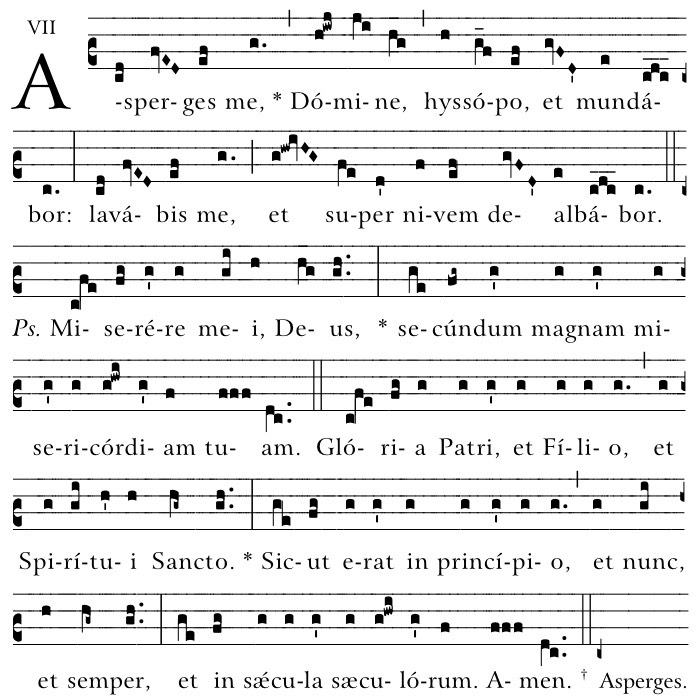 VII
A-sper-ges me, * Dó-mi-ne, hyssó-po, et mundá-
bor: lavá-bis me, et su-per ni-vem de-albá-bor.
Ps. Mi-se-ré-re me-i, De-us, * se-cúndum magnam mi-
se-ri-córdi-am tu-am. Gló-ri-a Patri, et Fí-li-o, et
Spi-rí-tu-i Sancto. * Sic-ut e-rat in princí-pi-o, et nunc,
et semper, et in sǽcu-la sæcu-ló-rum. A-men. † Asperges.